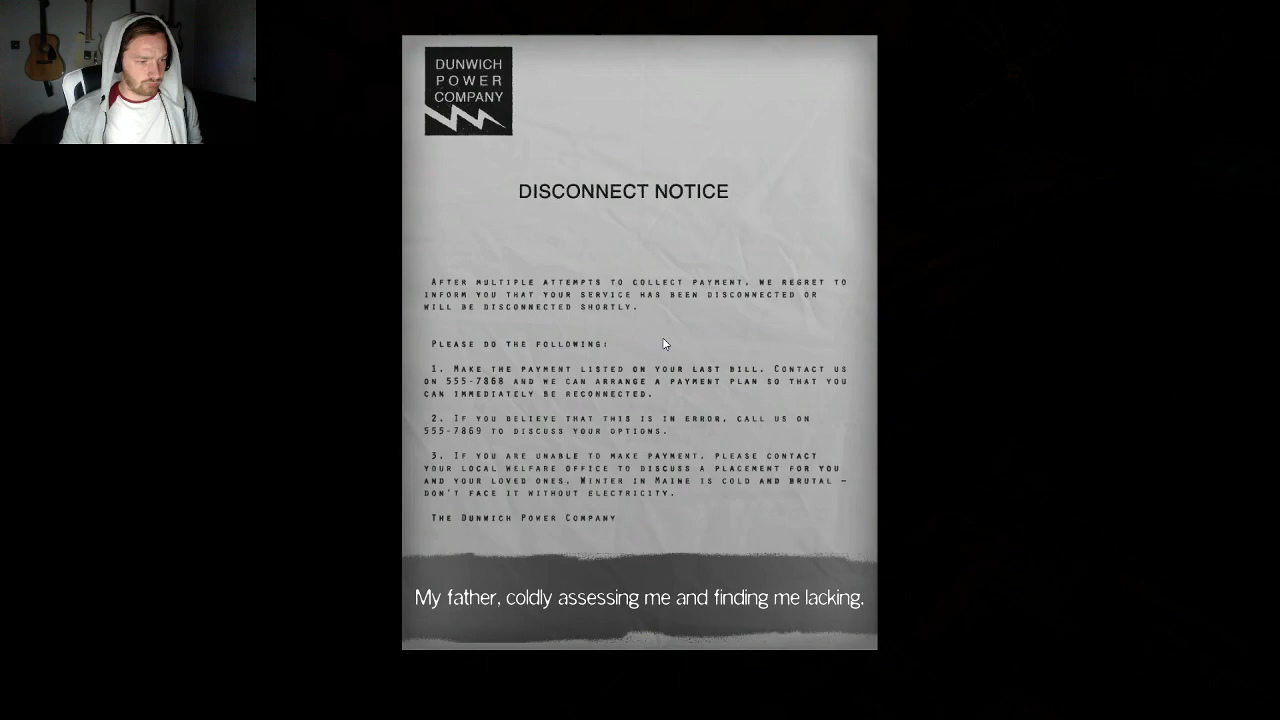 DUNWICH
POWER
COMPANY
DISCONNECT NOTICE
AFTER MULTIPLE ATTEMPTS TO COLLECT PAYMENT, WE REGRET TO
INFORM YOU THAT YOUR SERVICE HAS BEEN DISCONNECTED OR
WILL BE DISCONNECTED SHORTLY.
PLEASE DO THE FOLLOWING:
1. MAKE THE PAYMENT LISTED ON YOUR LAST BILL. CONTACT US
ON 555-7868 AND WE CAN ARRANGE A PAYMENT PLAN SO THAT YOU
CAN IMMEDIATELY BE RECONNECTED.
2. IF YOU BELIEVE THAT THIS IS IN ERROR, CALL US ON
555-7869 TO DISCUSS YOUR OPTIONS.
3. IF YOU ARE UNABLE TO MAKE PAYMENT, PLEASE CONTACT
YOUR LOCAL WELFARE OFFICE TO DISCUSS A PLACEMENT FOR YOU
AND YOUR LOVED ONES. WINTER IN MAINE IS COLD AND BRUTAL -
DON'T FACE IT WITHOUT ELECTRICITY.
THE DUNWICH POWER COMPANY
My father, coldly assessing me and finding me lacking.